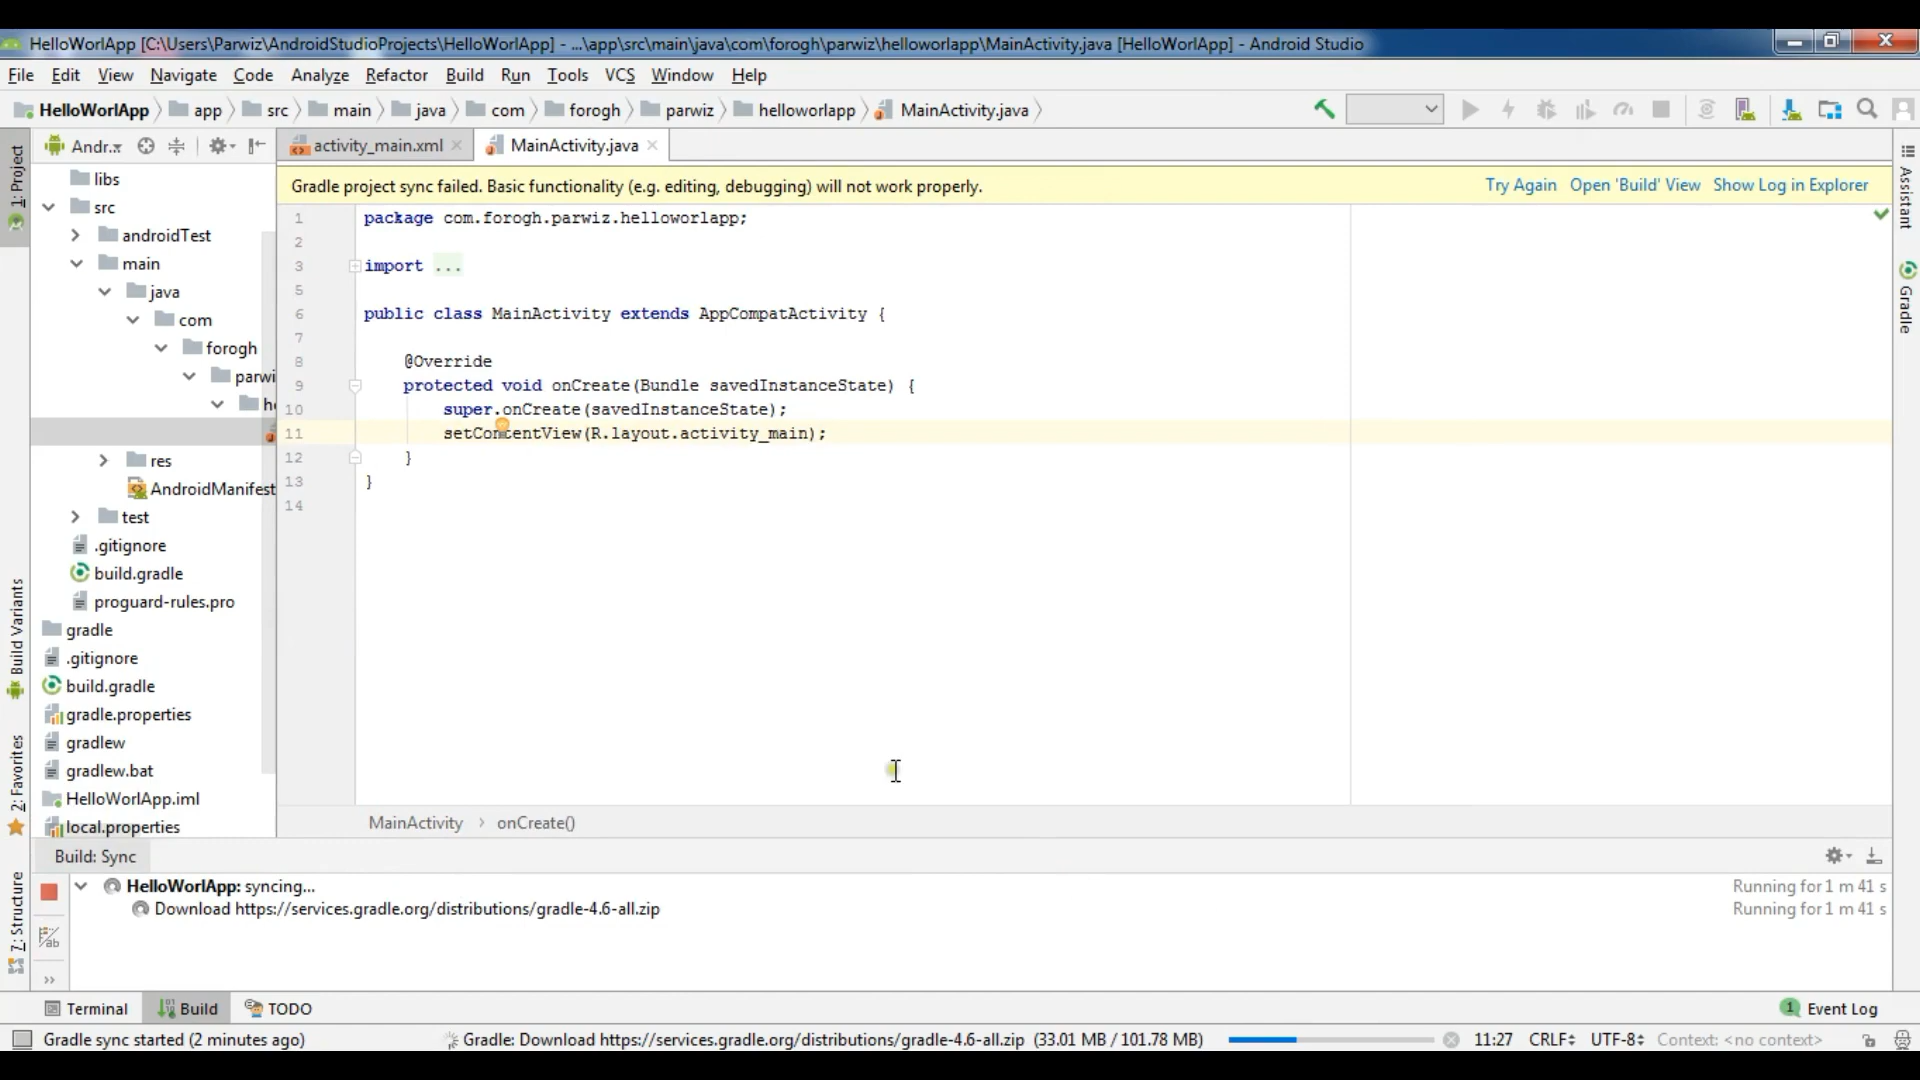 HelloWorlApp [C:\Users\Parwiz\AndroidStudioProjects\HelloWorlApp] - ...\app\src\main\java\com\forogh\parwiz\helloworlapp\MainActivity.java [HelloWorlApp] - Android Studio
File Edit View Navigate Code Analyze Refactor Build Run Tools VCS Window Help
HelloWorlApp app src main java com forogh parwiz helloworlapp MainActivity.java
1: Project
Build Variants
2: Favorites
7: Structure
Andr...
libs
src
androidTest
main
java
com
forogh
parwi
he
res
AndroidManifest
test
.gitignore
build.gradle
proguard-rules.pro
gradle
.gitignore
build.gradle
gradle.properties
gradlew
gradlew.bat
HelloWorlApp.iml
local.properties
activity_main.xml MainActivity.java
Gradle project sync failed. Basic functionality (e.g. editing, debugging) will not work properly. Try Again Open 'Build' View Show Log in Explorer
1 package com.forogh.parwiz.helloworlapp;
2
3 import ...
5
6 public class MainActivity extends AppCompatActivity {
7
8 @Override
9 protected void onCreate(Bundle savedInstanceState) {
10 super.onCreate(savedInstanceState);
11 setContentView(R.layout.activity_main);
12 }
13 }
14
MainActivity › onCreate()
Assistant
Gradle
Build: Sync
HelloWorlApp: syncing... Running for 1 m 41 s
Download https://services.gradle.org/distributions/gradle-4.6-all.zip Running for 1 m 41 s
Terminal Build TODO 1 Event Log
Gradle sync started (2 minutes ago) Gradle: Download https://services.gradle.org/distributions/gradle-4.6-all.zip (33.01 MB / 101.78 MB) 11:27 CRLF UTF-8 Context: <no context>